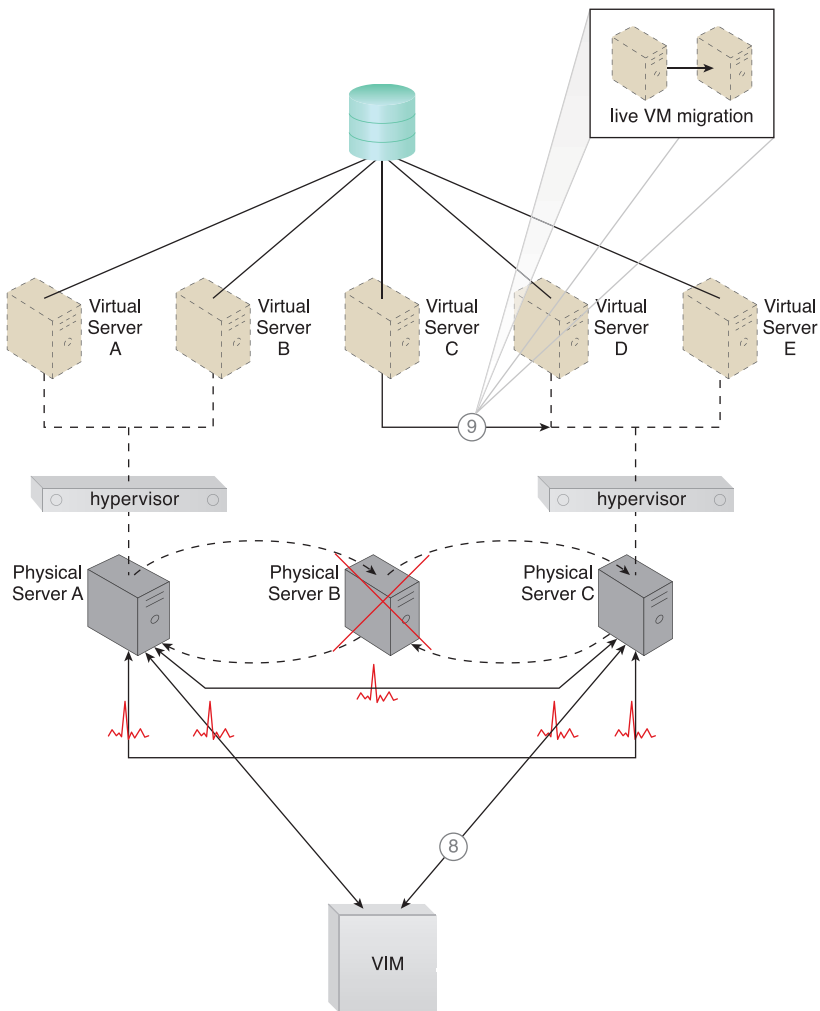 live VM migration
Virtual
Server
A
Virtual
Server
B
Virtual
Server
C
Virtual
Server
D
Virtual
Server
E
9
hypervisor
hypervisor
Physical
Server A
Physical
Server B
Physical
Server C
8
VIM